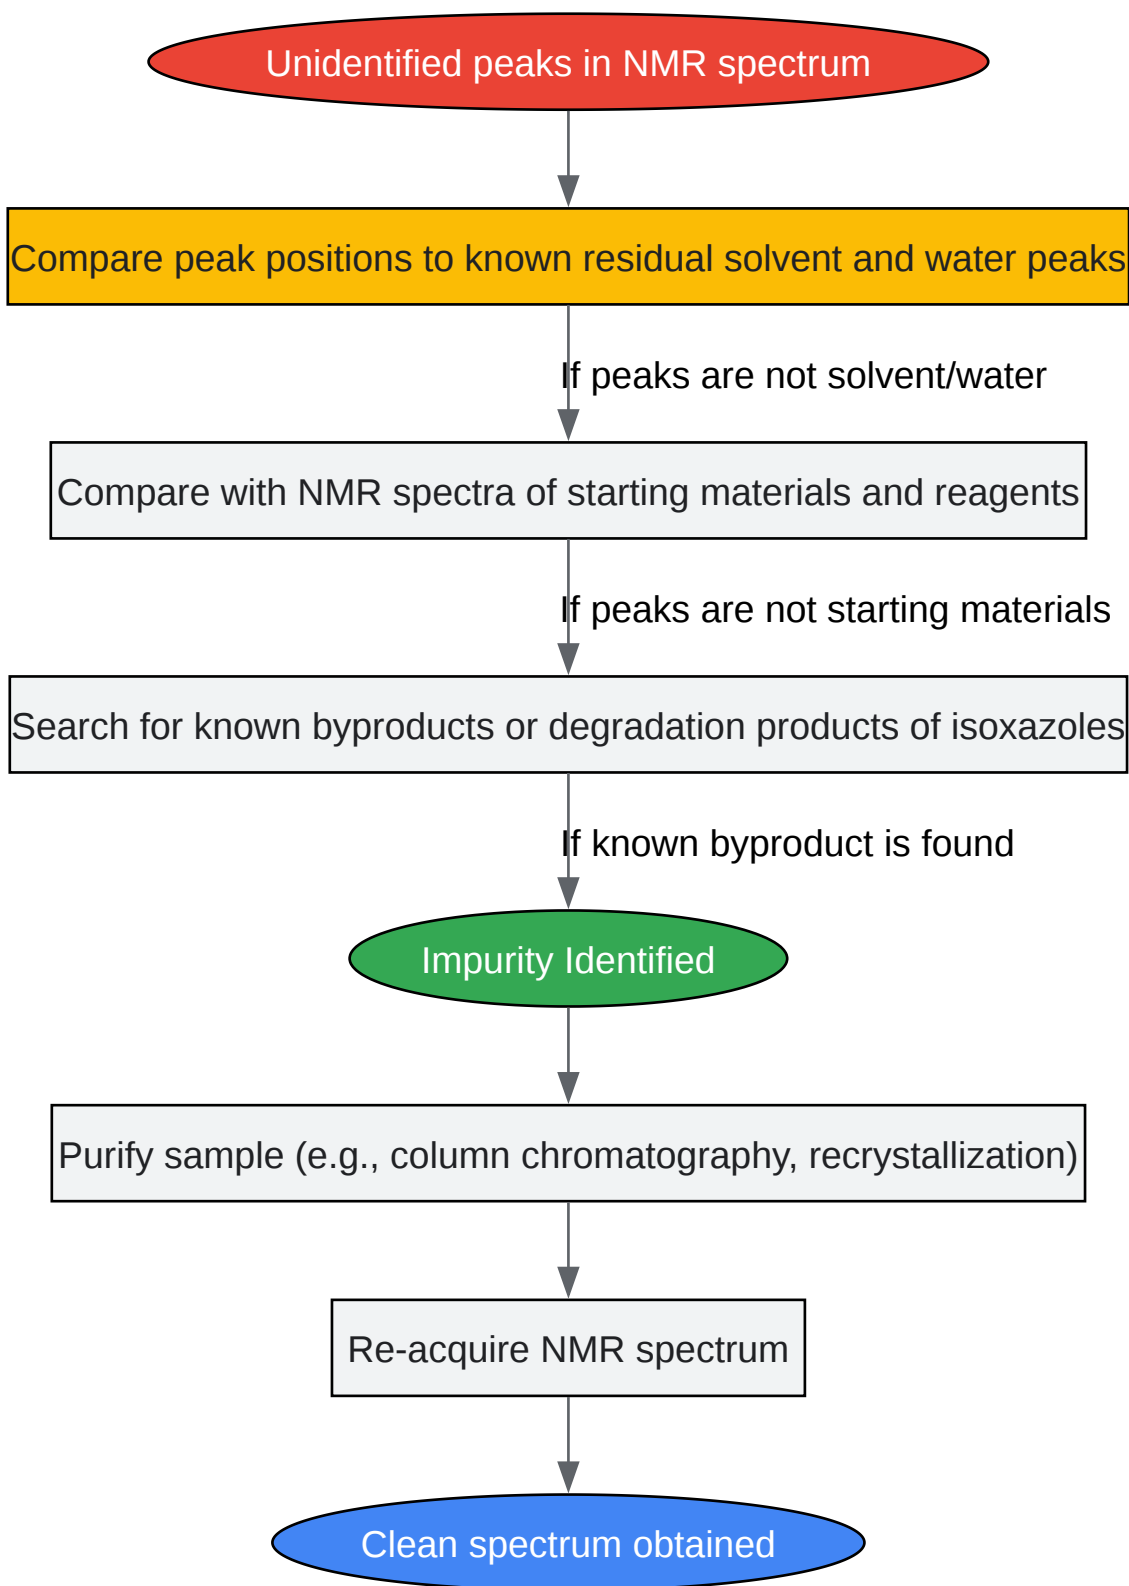 Unidentified peaks in NMR spectrum
Compare peak positions to known residual solvent and water peaks
If peaks are not solvent/water
Compare with NMR spectra of starting materials and reagents
If peaks are not starting materials
Search for known byproducts or degradation products of isoxazoles
If known byproduct is found
Impurity Identified
Purify sample (e.g., column chromatography, recrystallization)
Re-acquire NMR spectrum
Clean spectrum obtained